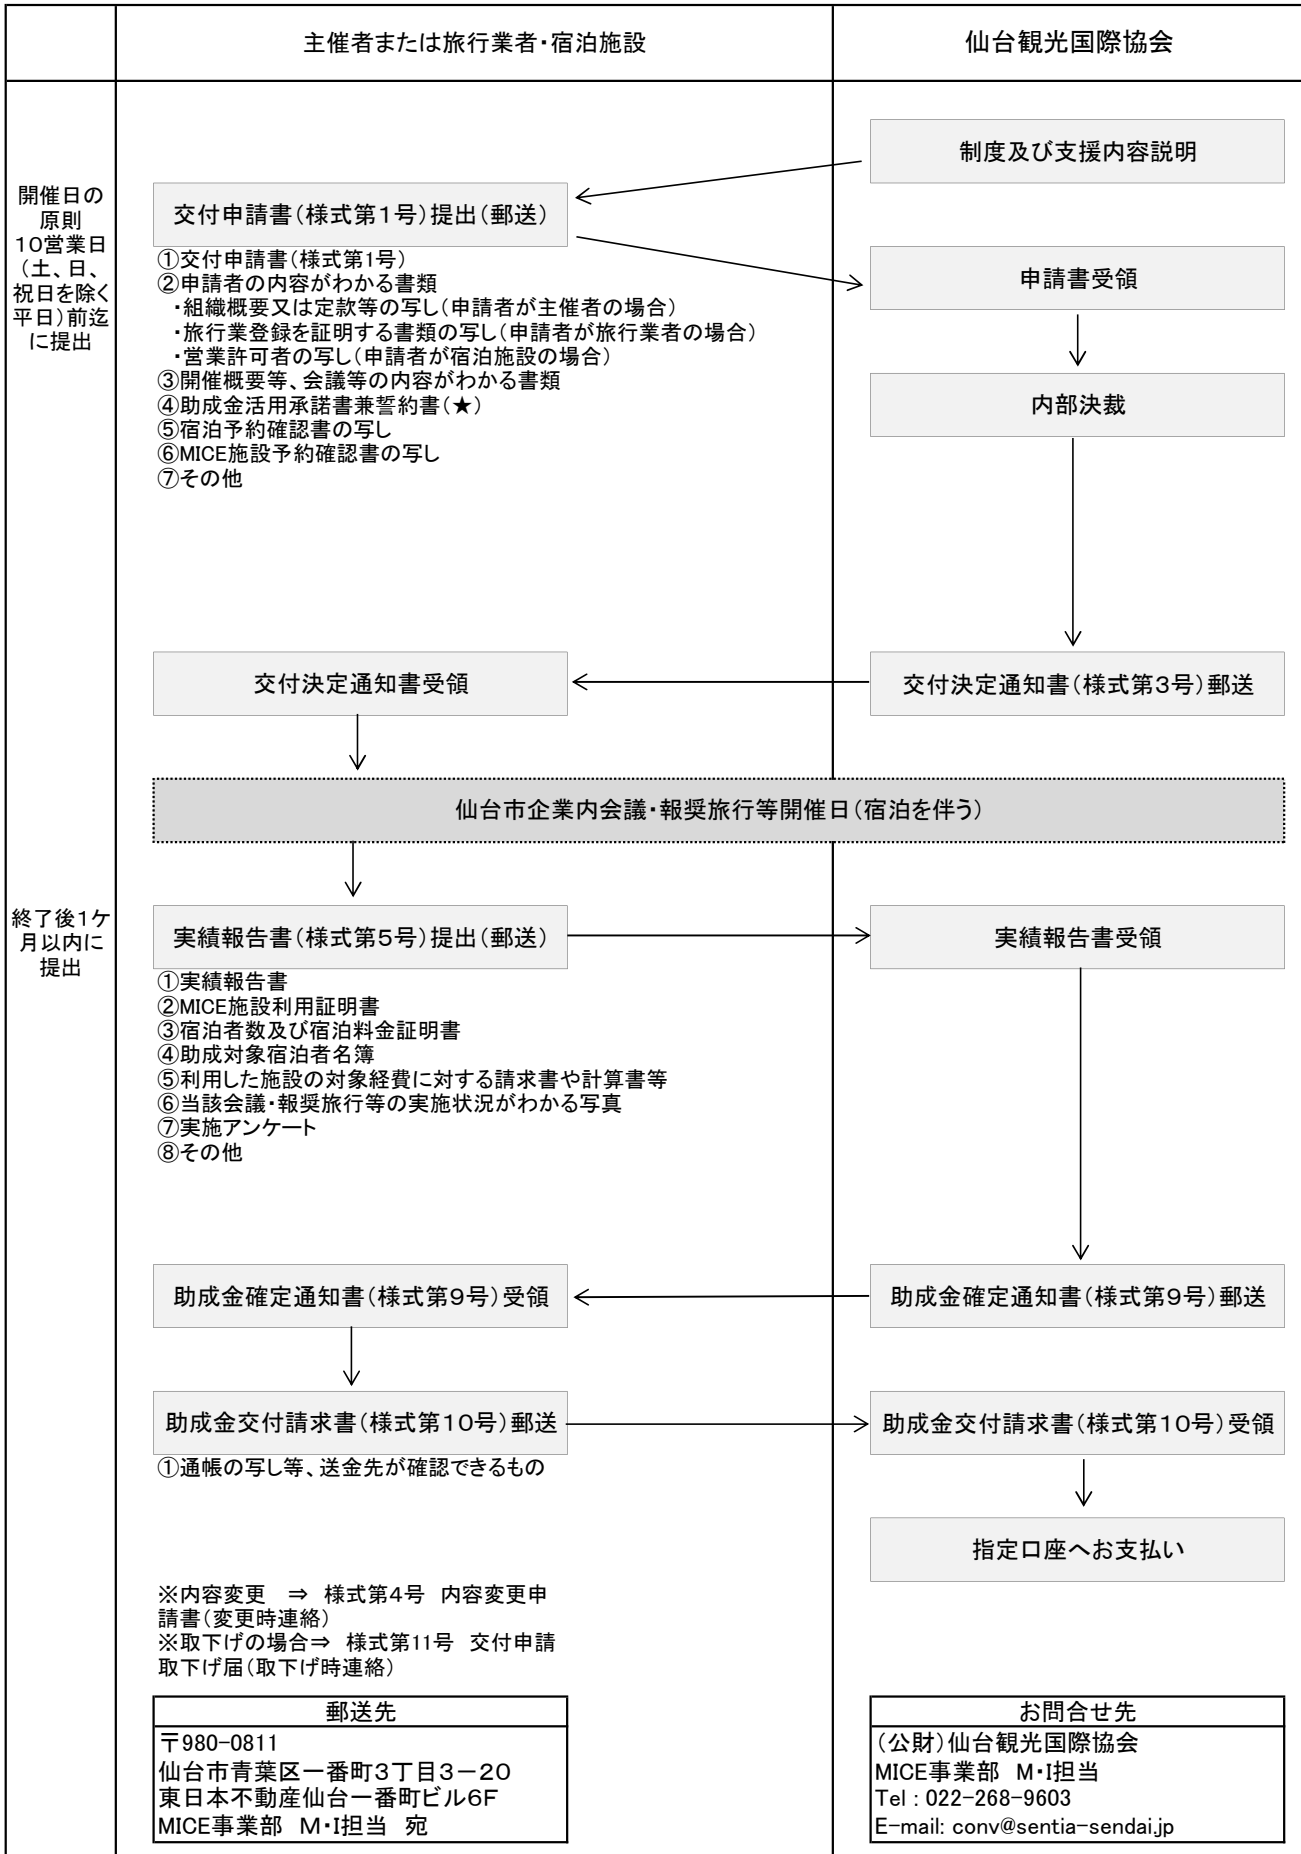 主催者または旅行業者・宿泊施設
仙台観光国際協会
開催日の
原則
10営業日
（土、日、
祝日を除く
平日）前迄
に提出
制度及び支援内容説明
交付申請書（様式第１号）提出（郵送）
①交付申請書（様式第1号）
②申請者の内容がわかる書類
・組織概要又は定款等の写し（申請者が主催者の場合）
・旅行業登録を証明する書類の写し（申請者が旅行業者の場合）
・営業許可者の写し（申請者が宿泊施設の場合）
③開催概要等、会議等の内容がわかる書類
④助成金活用承諾書兼誓約書（★）
⑤宿泊予約確認書の写し
⑥MICE施設予約確認書の写し
⑦その他
申請書受領
内部決裁
交付決定通知書受領
交付決定通知書（様式第３号）郵送
仙台市企業内会議・報奨旅行等開催日（宿泊を伴う）
終了後１ケ
月以内に
提出
実績報告書（様式第５号）提出（郵送）
実績報告書受領
①実績報告書
②MICE施設利用証明書
③宿泊者数及び宿泊料金証明書
④助成対象宿泊者名簿
⑤利用した施設の対象経費に対する請求書や計算書等
⑥当該会議・報奨旅行等の実施状況がわかる写真
⑦実施アンケート
⑧その他
助成金確定通知書（様式第９号）受領
助成金確定通知書（様式第９号）郵送
助成金交付請求書（様式第１０号）郵送
助成金交付請求書（様式第１０号）受領
①通帳の写し等、送金先が確認できるもの
指定口座へお支払い
※内容変更　⇒　様式第４号　内容変更申
請書（変更時連絡）
※取下げの場合⇒　様式第11号　交付申請
取下げ届（取下げ時連絡）
郵送先
〒980-0811
仙台市青葉区一番町３丁目３－２０
東日本不動産仙台一番町ビル６F
MICE事業部　M・I担当　宛
お問合せ先
（公財）仙台観光国際協会
MICE事業部　M・I担当
Tel : 022-268-9603
E-mail: conv@sentia-sendai.jp